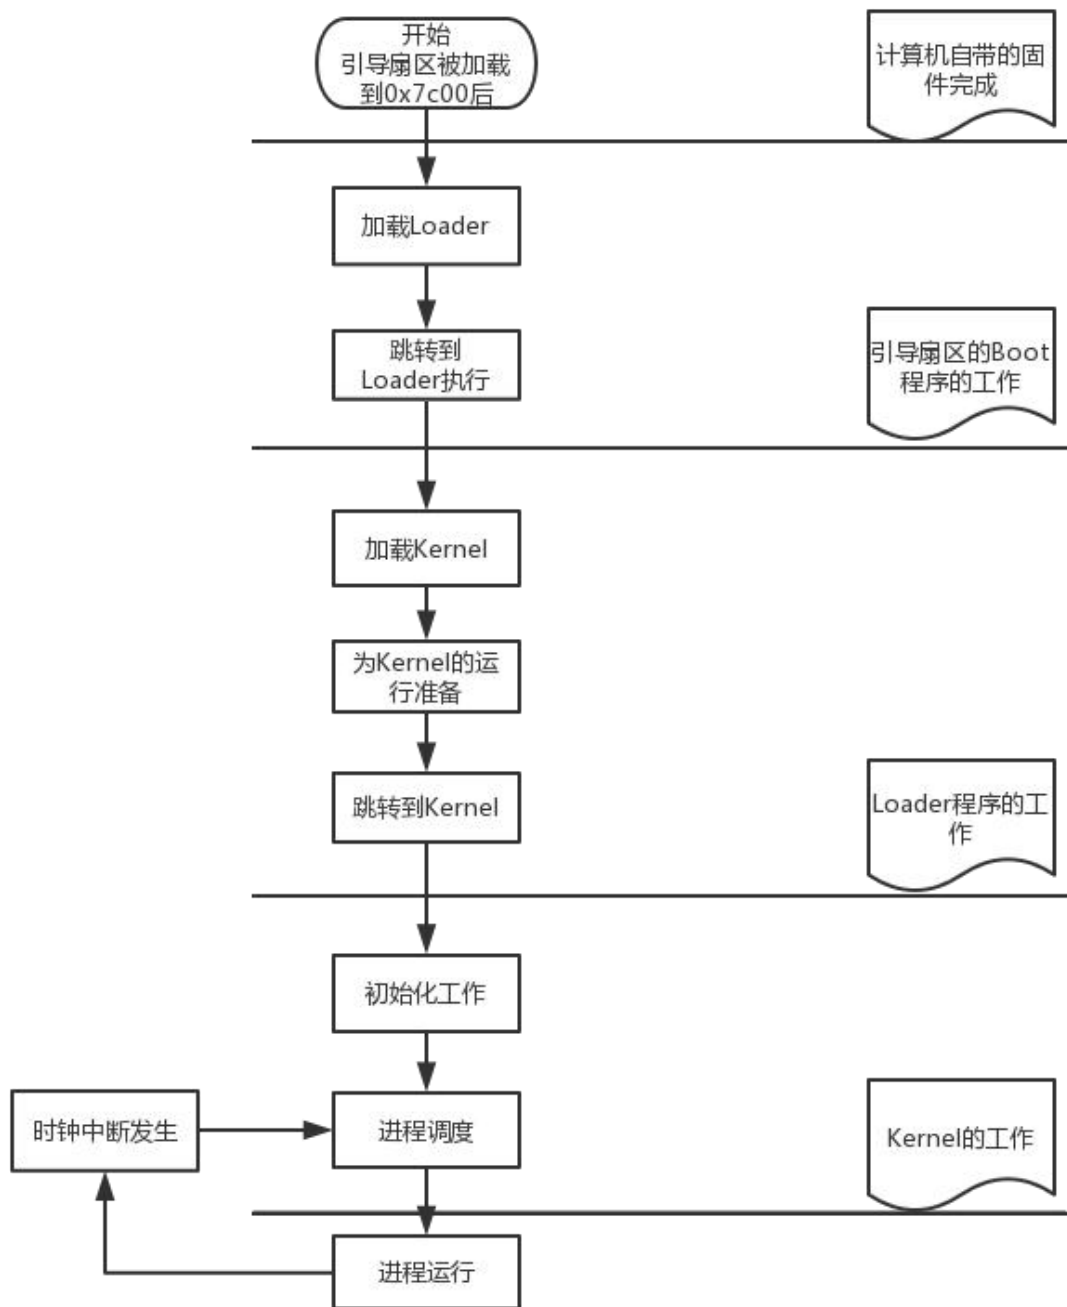 开始
引导扇区被加载
到0x7c00后
计算机自带的固
件完成
加载Loader
跳转到
Loader执行
引导扇区的Boot
程序的工作
加载Kernel
为Kernel的运
行准备
跳转到Kernel
Loader程序的工
作
初始化工作
时钟中断发生
进程调度
Kernel的工作
进程运行